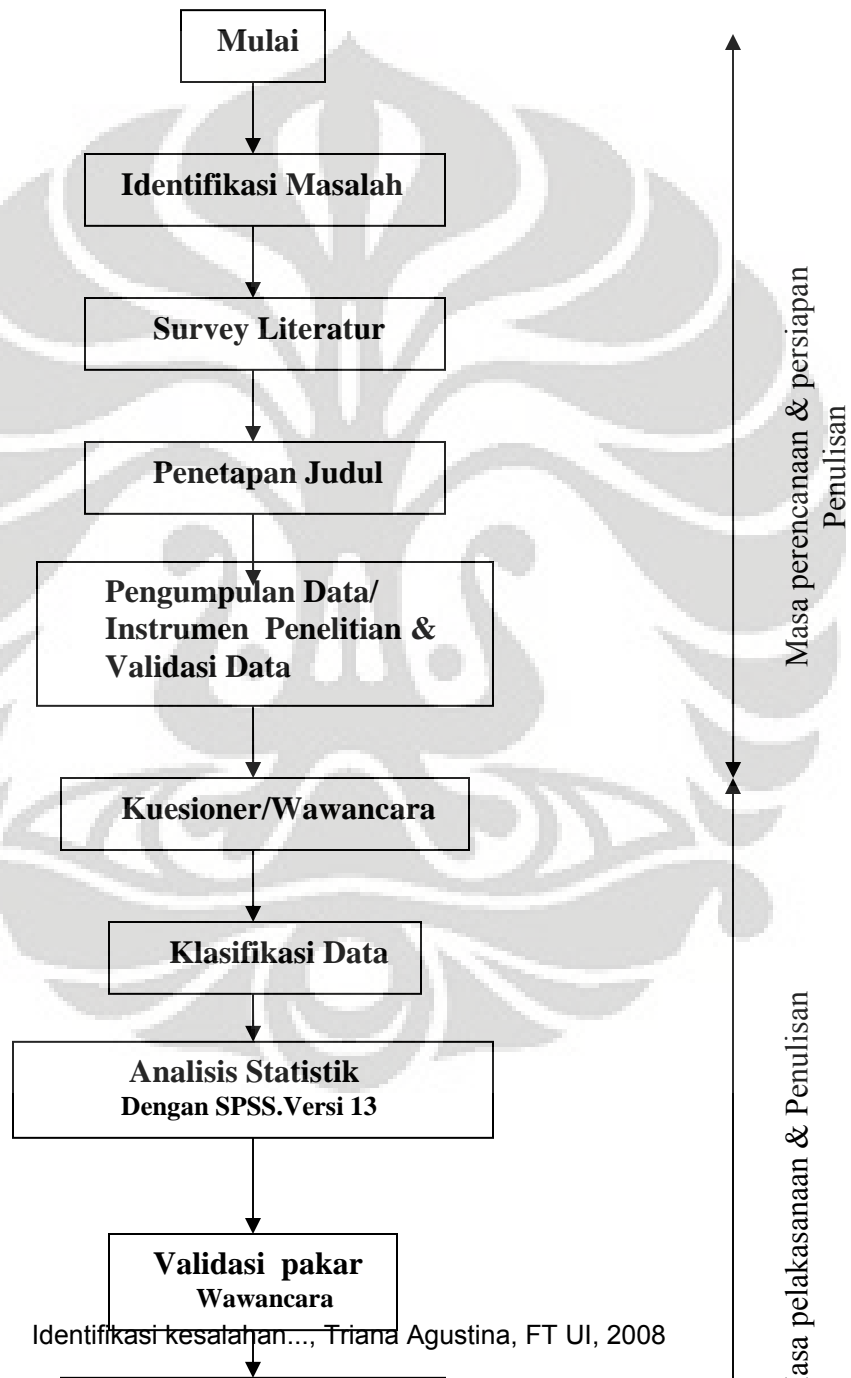 Mulai
Identifikasi Masalah
Survey Literatur
Penetapan Judul
Pengumpulan Data/
Instrumen Penelitian &
Validasi Data
Kuesioner/Wawancara
Klasifikasi Data
Analisis Statistik
Dengan SPSS.Versi 13
Validasi pakar
Wawancara
Masa perencanaan & persiapan
Penulisan
pelakasanaan & Penulisan
Identifikasi kesalahan..., Triana Agustina, FT UI, 2008